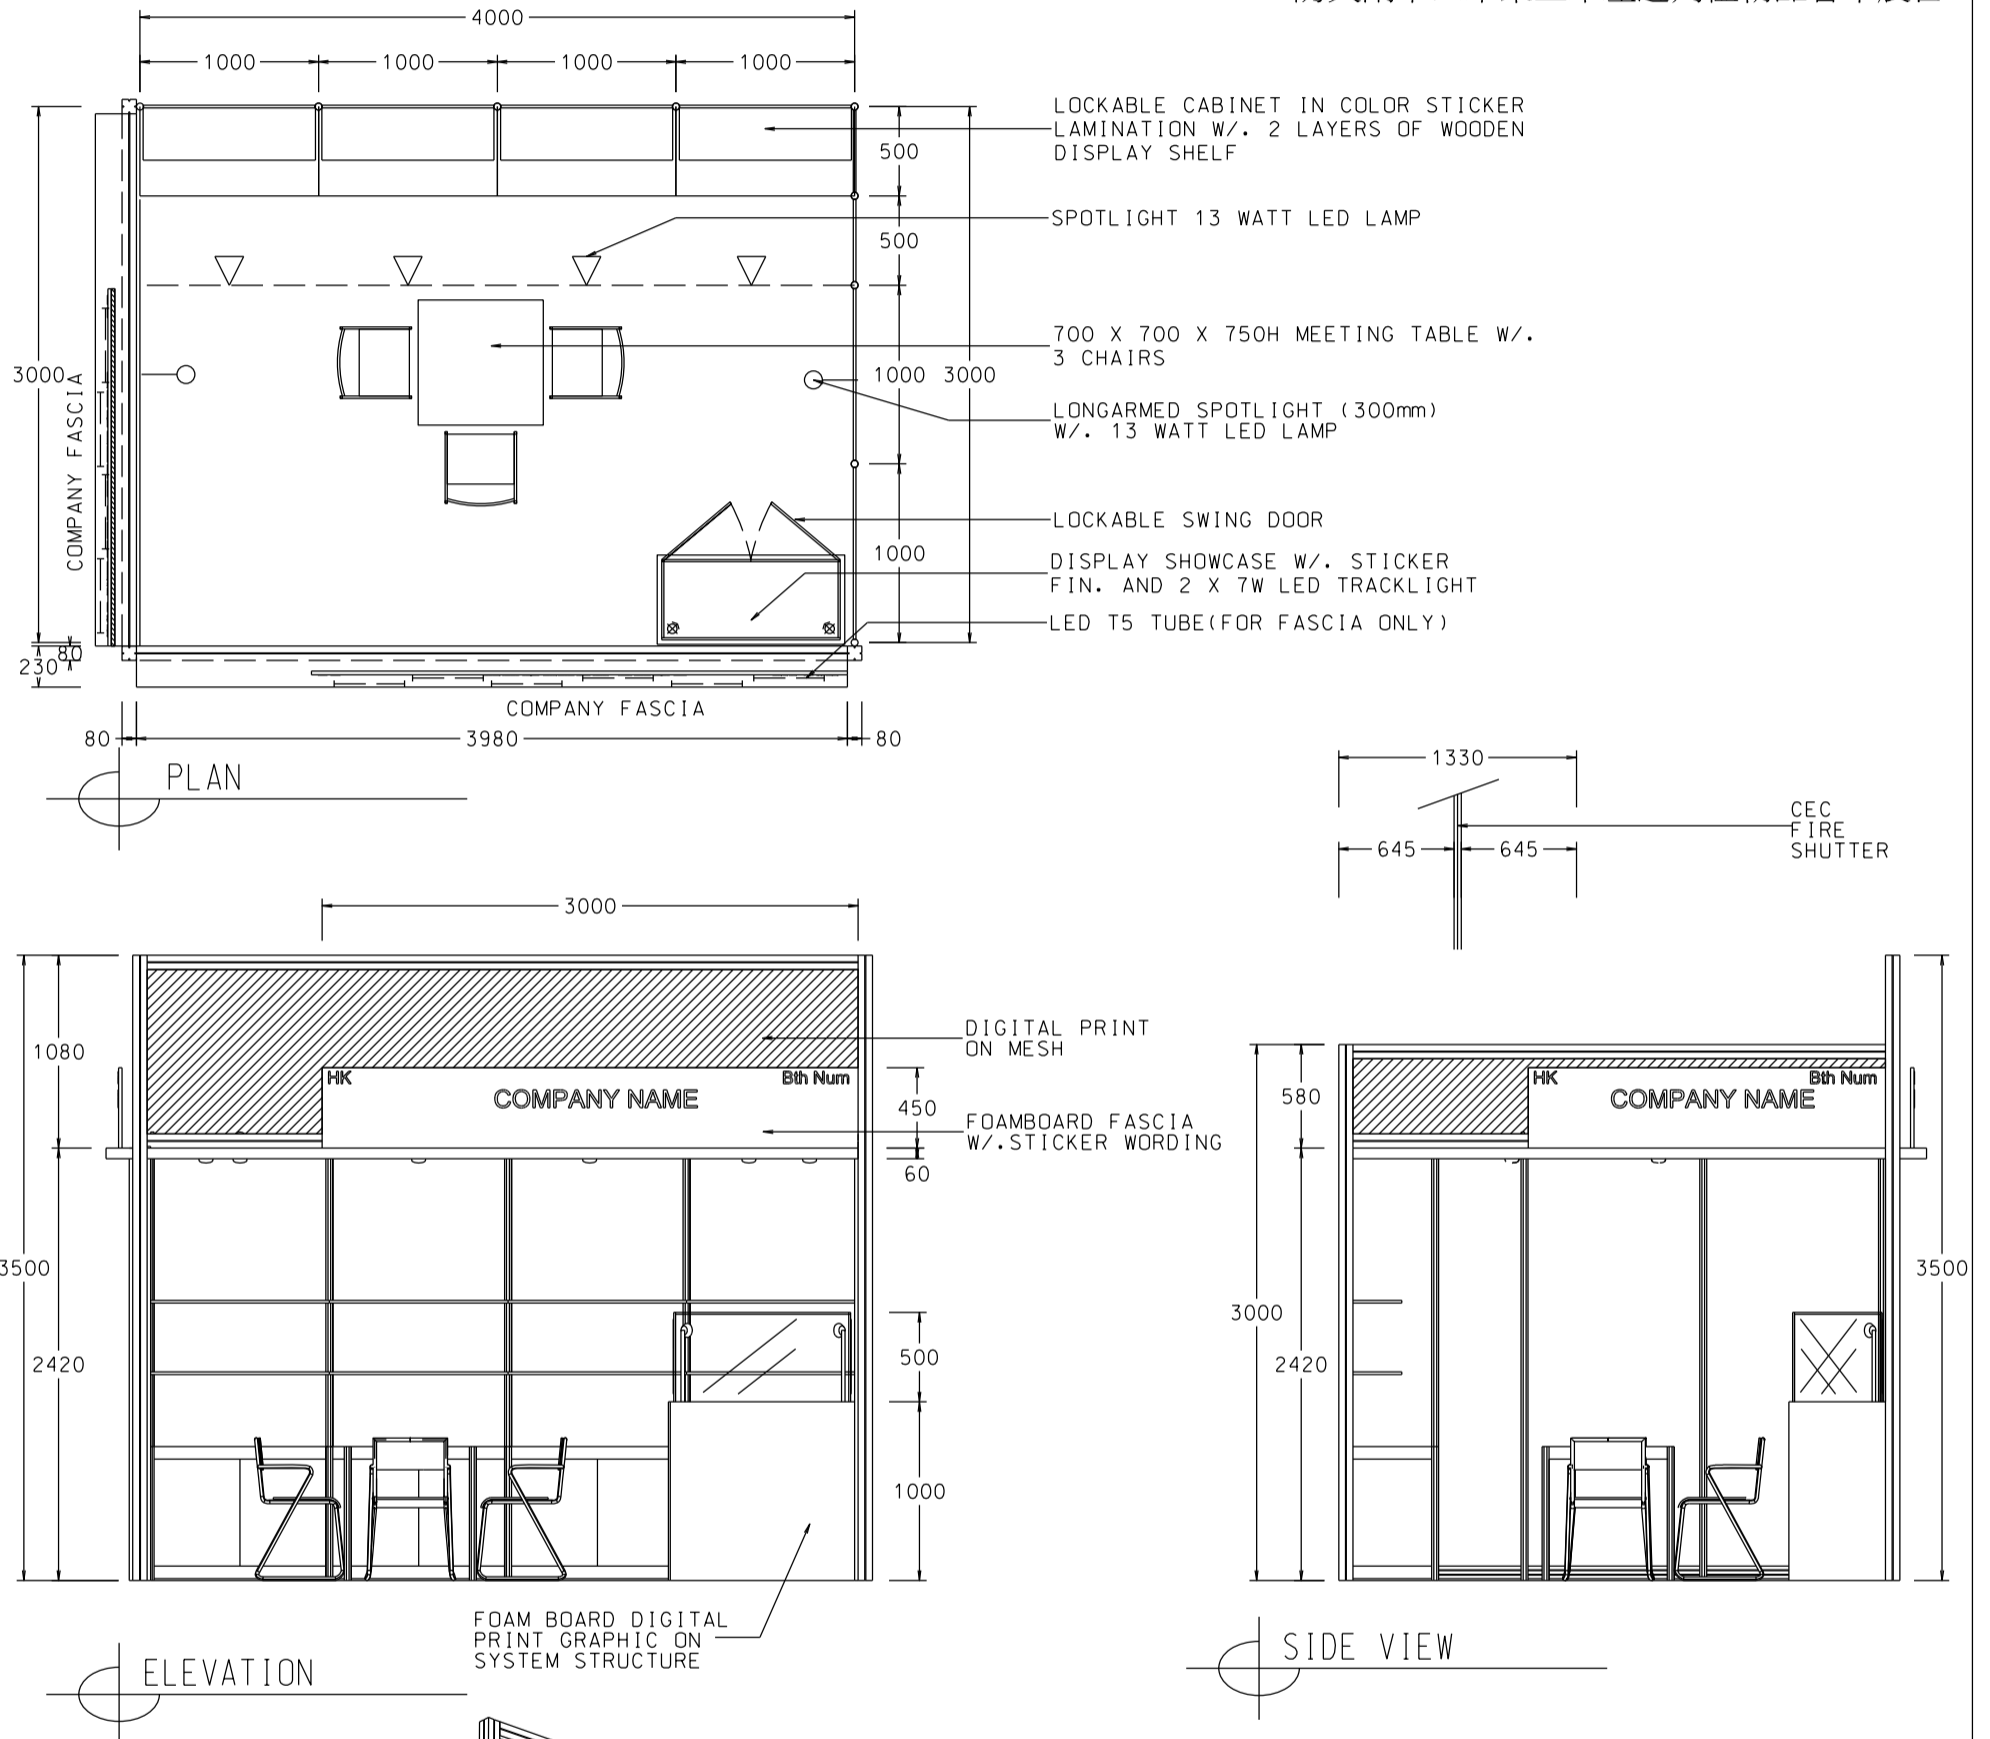 4000
1000 1000 1000 1000
LOCKABLE CABINET IN COLOR STICKER
LAMINATION W/. 2 LAYERS OF WOODEN
DISPLAY SHELF
500
SPOTLIGHT 13 WATT LED LAMP
500
700 X 700 X 750H MEETING TABLE W/.
3 CHAIRS
3000
1000 3000
COMPANY FASCIA
LONGARMED SPOTLIGHT (300mm)
W/. 13 WATT LED LAMP
LOCKABLE SWING DOOR
1000
DISPLAY SHOWCASE W/. STICKER
FIN. AND 2 X 7W LED TRACKLIGHT
LED T5 TUBE(FOR FASCIA ONLY)
80
230
COMPANY FASCIA
80 3980 80
PLAN
1330
CEC
FIRE
SHUTTER
645 645
3000
DIGITAL PRINT
ON MESH
1080
HK Bth Num
COMPANY NAME
450
FOAMBOARD FASCIA
W/.STICKER WORDING
60
3500
2420
500
1000
FOAM BOARD DIGITAL
PRINT GRAPHIC ON
SYSTEM STRUCTURE
ELEVATION
HK Bth Num
COMPANY NAME
580
3500
3000
2420
SIDE VIEW